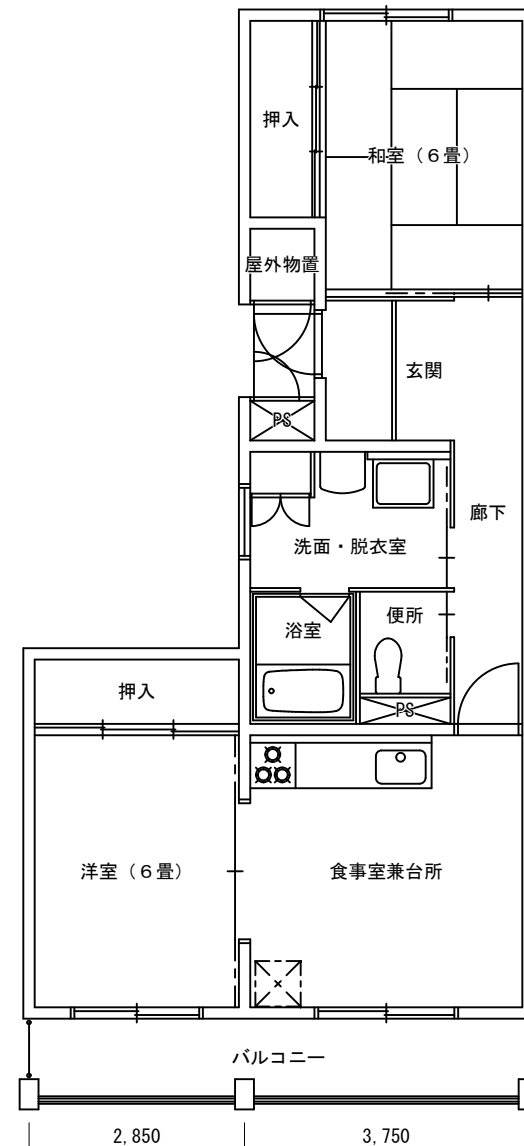 押入
和室（６畳）
屋外物置
玄関
PS
廊下
洗面・脱衣室
浴室
便所
PS
押入
洋室（６畳）
食事室兼台所
バルコニー
2,850
3,750